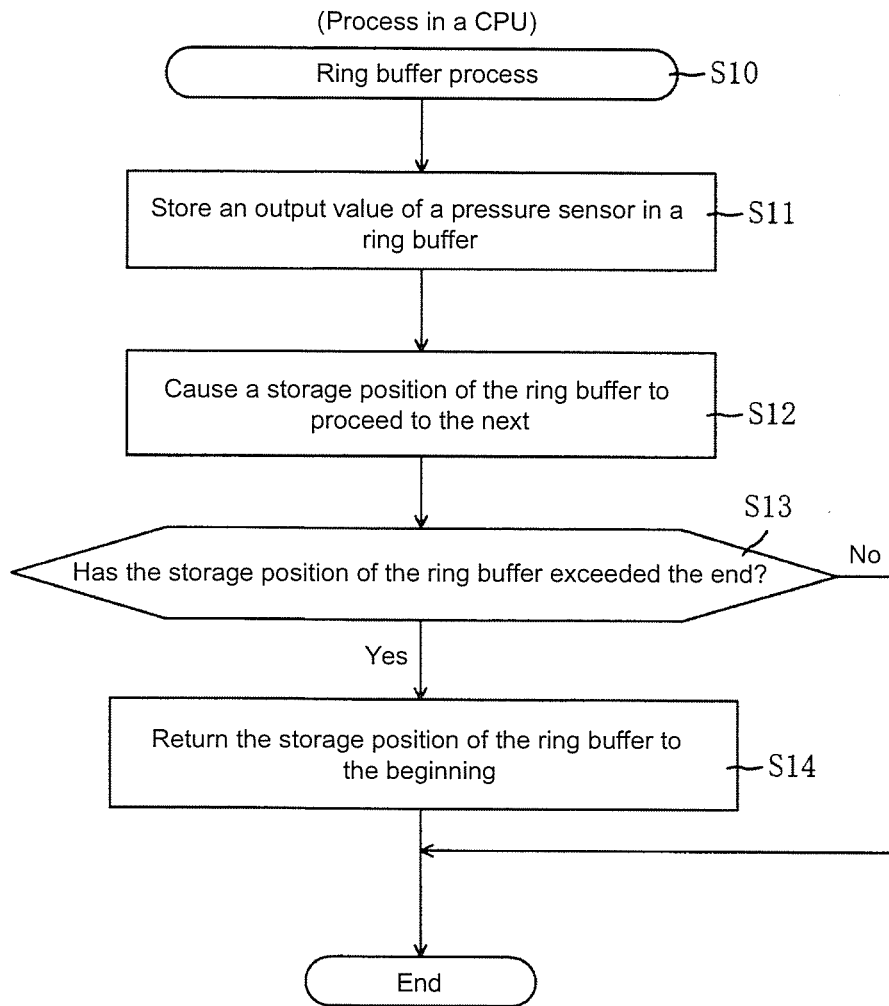 (Process in a CPU)
Ring buffer process
S10
Store an output value of a pressure sensor in a
ring buffer
S11
Cause a storage position of the ring buffer to
proceed to the next
S12
S13
Has the storage position of the ring buffer exceeded the end?
No
Yes
Return the storage position of the ring buffer to
the beginning
S14
End